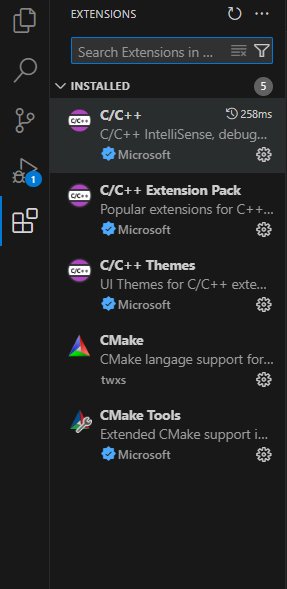 EXTENSIONS
Search Extensions in ...
INSTALLED
5
C/C++
258ms
C/C++ IntelliSense, debug...
Microsoft
C/C++
C/C++ Extension Pack
Popular extensions for C++...
Microsoft
C/C++
C/C++ Themes
UI Themes for C/C++ exte...
Microsoft
C/C++
CMake
CMake langage support for...
twxs
1
CMake Tools
Extended CMake support i...
Microsoft